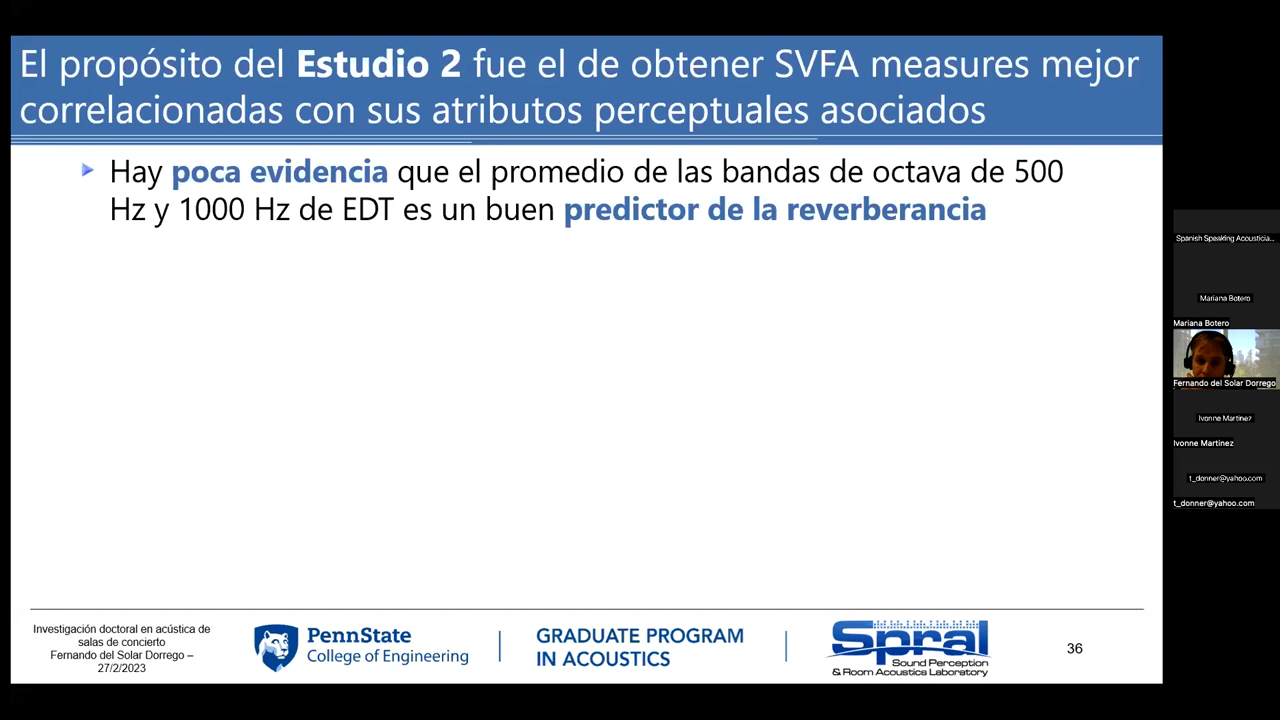 El propósito del Estudio 2 fue el de obtener SVFA measures mejor
correlacionadas con sus atributos perceptuales asociados
Hay poca evidencia que el promedio de las bandas de octava de 500
Hz y 1000 Hz de EDT es un buen predictor de la reverberancia
Investigación doctoral en acústica de
salas de concierto
Fernando del Solar Dorrego –
27/2/2023
PennState
College of Engineering
GRADUATE PROGRAM
IN ACOUSTICS
Spral
Sound Perception
& Room Acoustics Laboratory
36
Spanish Speaking Acousticia...
Mariana Botero
Mariana Botero
Fernando del Solar Dorrego
Ivonne Martinez
Ivonne Martinez
t_donner@yahoo.com
t_donner@yahoo.com